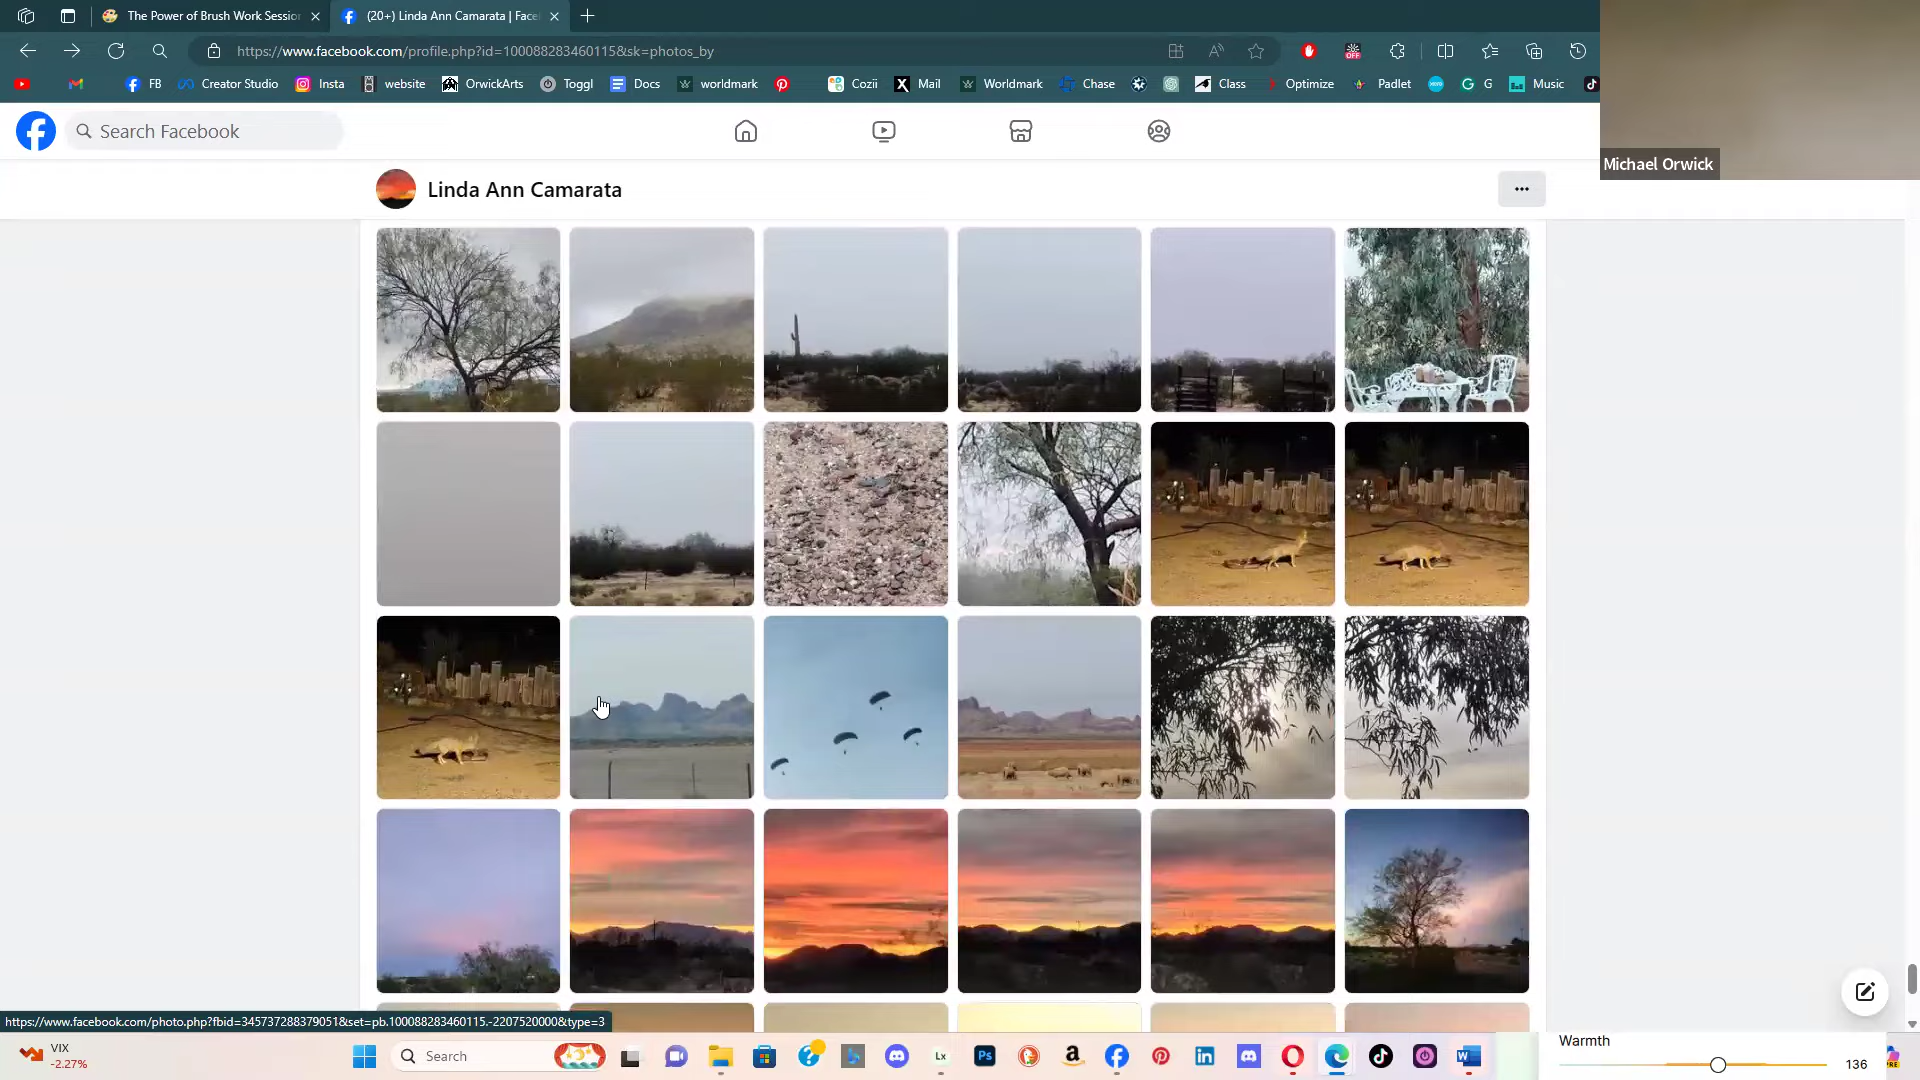 The Power of Brush Work Session
(20+) Linda Ann Camarata | Face
https://www.facebook.com/profile.php?id=100088283460115&sk=photos_by
FB
Creator Studio
Insta
website
OrwickArts
Toggl
Docs
worldmark
Cozii
Mail
Worldmark
Chase
Class
Optimize
Padlet
G
Music
Search Facebook
Michael Orwick
Linda Ann Camarata
https://www.facebook.com/photo.php?fbid=345737288379051&set=pb.100088283460115.-2207520000&type=3
VIX
-2.27%
Search
Warmth
136